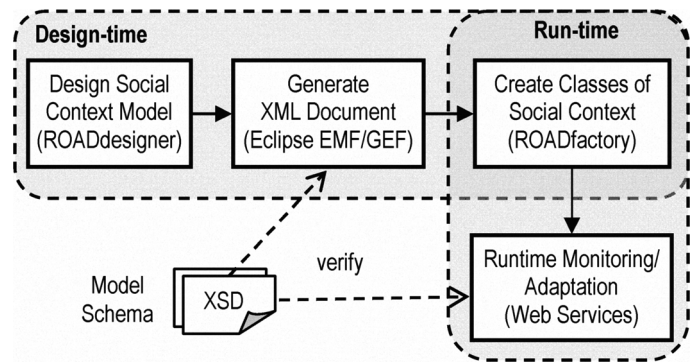 Design-time
Run-time
Design Social
Context Model
(ROADdesigner)
Generate
XML Document
(Eclipse EMF/GEF)
Create Classes of
Social Context
(ROADfactory)
Model
Schema
XSD
verify
Runtime Monitoring/
Adaptation
(Web Services)